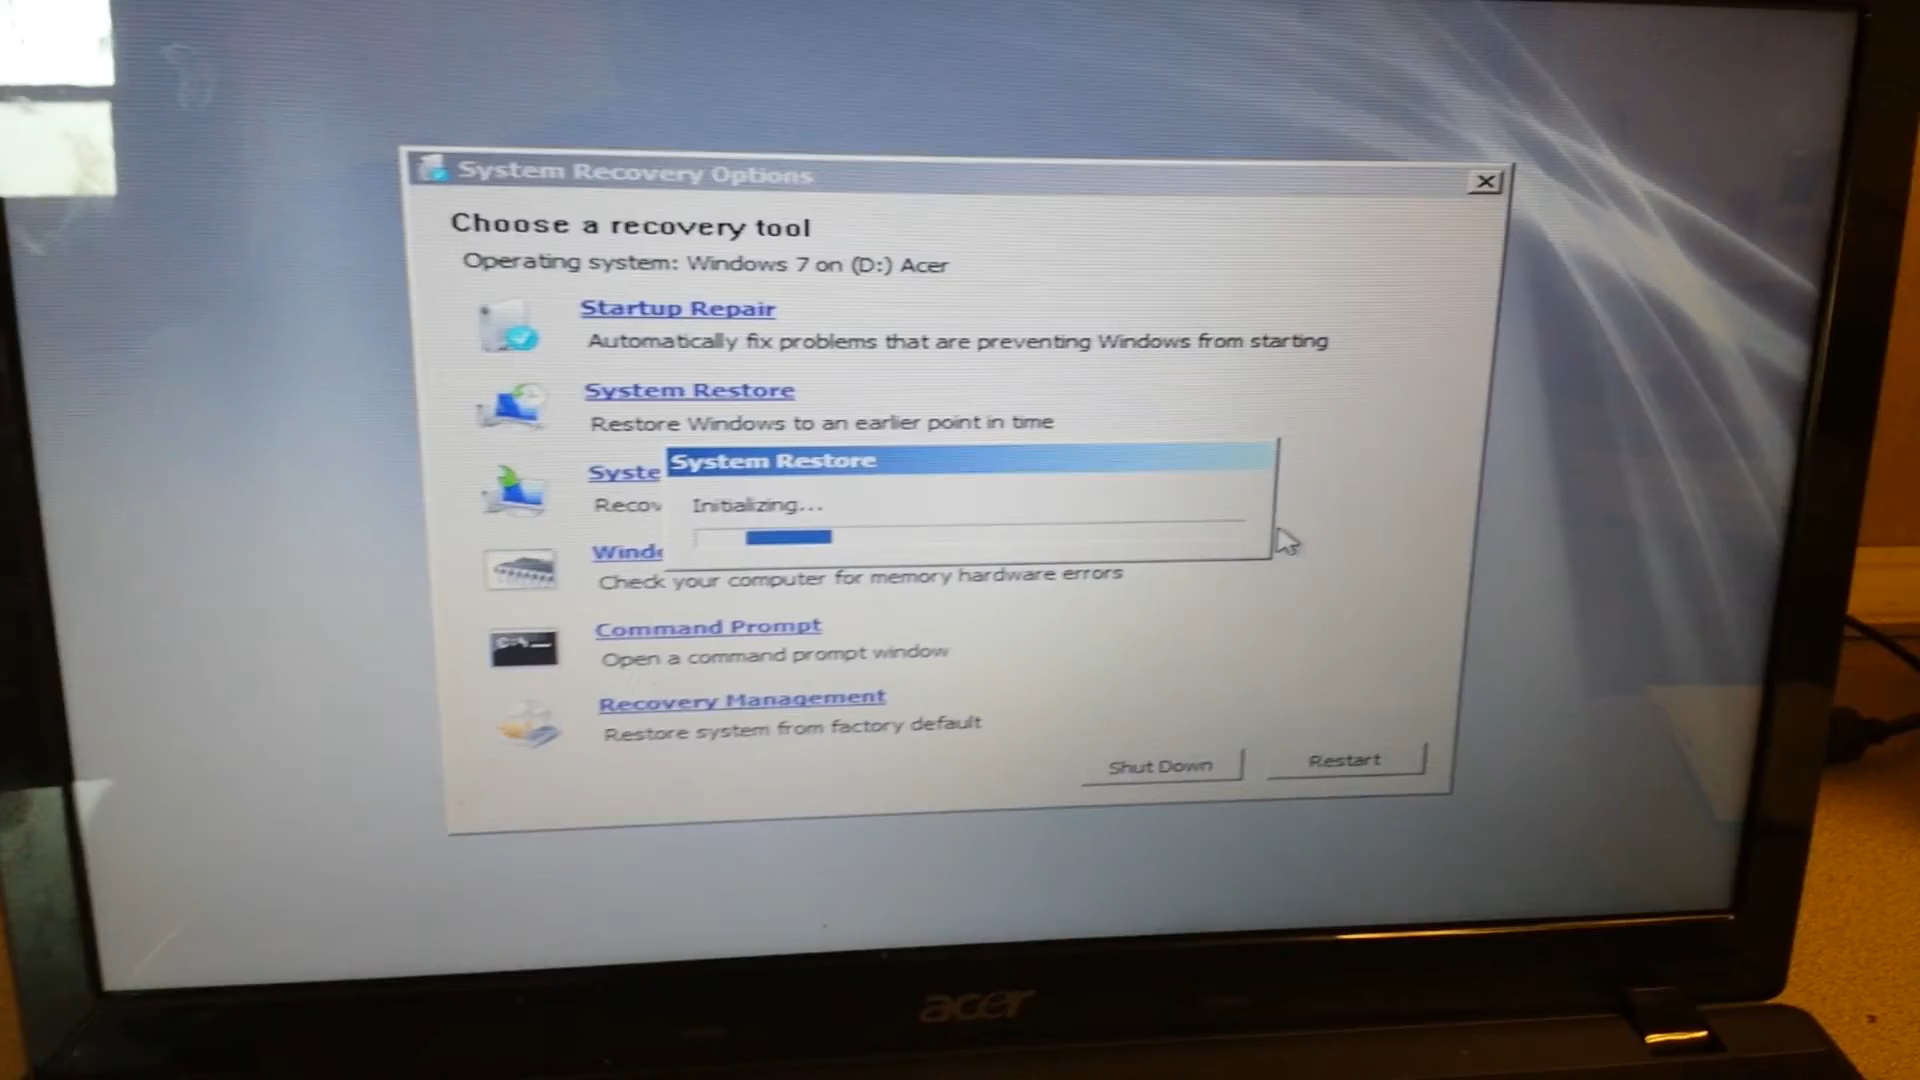 System Recovery Options
Choose a recovery tool
Operating system: Windows 7 on (D:) Acer
Startup Repair
Automatically fix problems that are preventing Windows from starting
System Restore
Restore Windows to an earlier point in time
Syste
Recov
System Restore
Initializing...
Windo
Check your computer for memory hardware errors
C:\_
Command Prompt
Open a command prompt window
Recovery Management
Restore system from factory default
Shut Down
Restart
acer